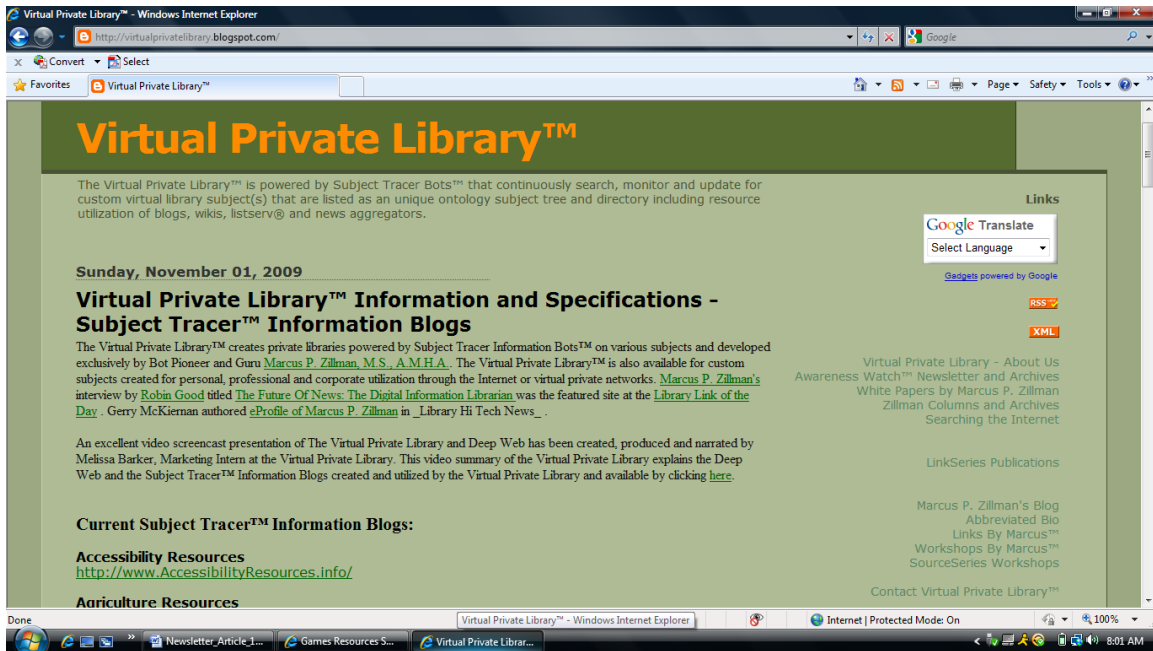 Virtual Private Library™ - Windows Internet Explorer
http://virtualprivatelibrary.blogspot.com/
Google
x Convert Select
Favorites Virtual Private Library™ Page Safety Tools
Virtual Private Library™
The Virtual Private Library™ is powered by Subject Tracer Bots™ that continuously search, monitor and update for
custom virtual library subject(s) that are listed as an unique ontology subject tree and directory including resource
utilization of blogs, wikis, listserv® and news aggregators.
Sunday, November 01, 2009
Virtual Private Library™ Information and Specifications -
Subject Tracer™ Information Blogs
The Virtual Private Library™ creates private libraries powered by Subject Tracer Information Bots™ on various subjects and developed
exclusively by Bot Pioneer and Guru Marcus P. Zillman, M.S., A.M.H.A.. The Virtual Private Library™ is also available for custom
subjects created for personal, professional and corporate utilization through the Internet or virtual private networks. Marcus P. Zillman's
interview by Robin Good titled The Future Of News: The Digital Information Librarian was the featured site at the Library Link of the
Day . Gerry McKiernan authored eProfile of Marcus P. Zillman in _Library Hi Tech News_ .
An excellent video screencast presentation of The Virtual Private Library and Deep Web has been created, produced and narrated by
Melissa Barker, Marketing Intern at the Virtual Private Library. This video summary of the Virtual Private Library explains the Deep
Web and the Subject Tracer™ Information Blogs created and utilized by the Virtual Private Library and available by clicking here.
Current Subject Tracer™ Information Blogs:
Accessibility Resources
http://www.AccessibilityResources.info/
Agriculture Resources
Links
Google Translate
Select Language
Gadgets powered by Google
RSS
XML
Virtual Private Library - About Us
Awareness Watch™ Newsletter and Archives
White Papers by Marcus P. Zillman
Zillman Columns and Archives
Searching the Internet
LinkSeries Publications
Marcus P. Zillman's Blog
Abbreviated Bio
Links By Marcus™
Workshops By Marcus™
SourceSeries Workshops
Contact Virtual Private Library™
Done Virtual Private Library™ - Windows Internet Explorer Internet | Protected Mode: On 100%
Newsletter_Article_1... Games Resources S... Virtual Private Librar... 8:01 AM